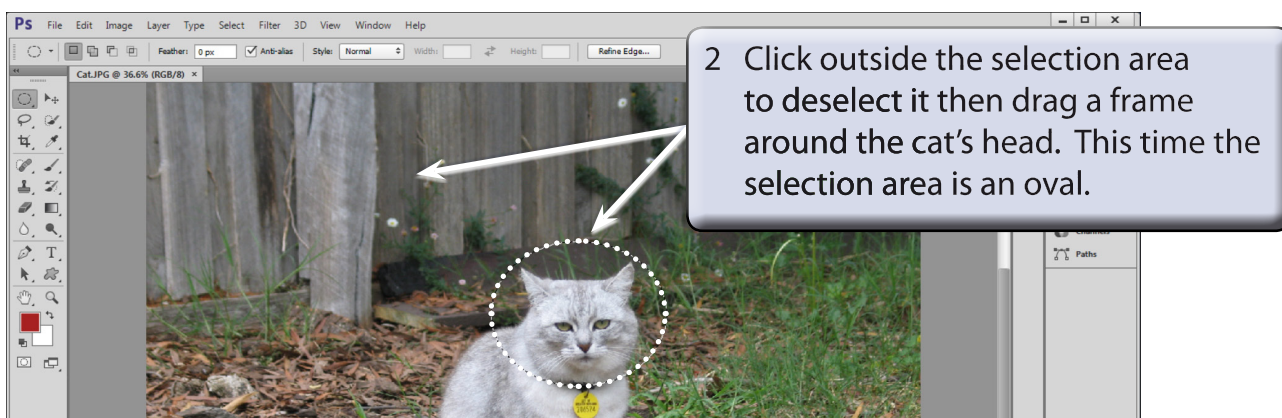 Ps File Edit Image Layer Type Select Filter 3D View Window Help
Feather: 0 px Anti-alias Style: Normal Width: Height: Refine Edge...
Cat.JPG @ 36.6% (RGB/8) ×
2 Click outside the selection area
to deselect it then drag a frame
around the cat's head. This time the
selection area is an oval.
Channels
Paths